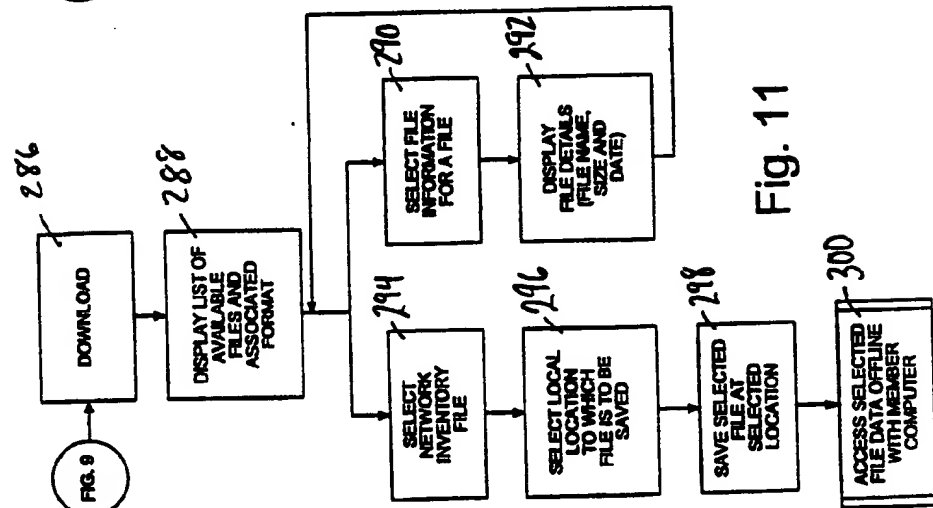 FIG. 9
286
DOWNLOAD
288
DISPLAY LIST OF
AVAILABLE
FILES AND
ASSOCIATED
FORMAT
290
SELECT FILE
INFORMATION
FOR A FILE
292
DISPLAY
FILE DETAILS
(FILE NAME,
SIZE AND
DATE)
294
SELECT
NETWORK
INVENTORY
FILE
296
SELECT LOCAL
LOCATION
TO WHICH
FILE IS TO BE
SAVED
298
SAVE SELECTED
FILE AT
SELECTED
LOCATION
300
ACCESS SELECTED
FILE DATA OFFLINE
WITH MEMBER
COMPUTER
Fig. 11